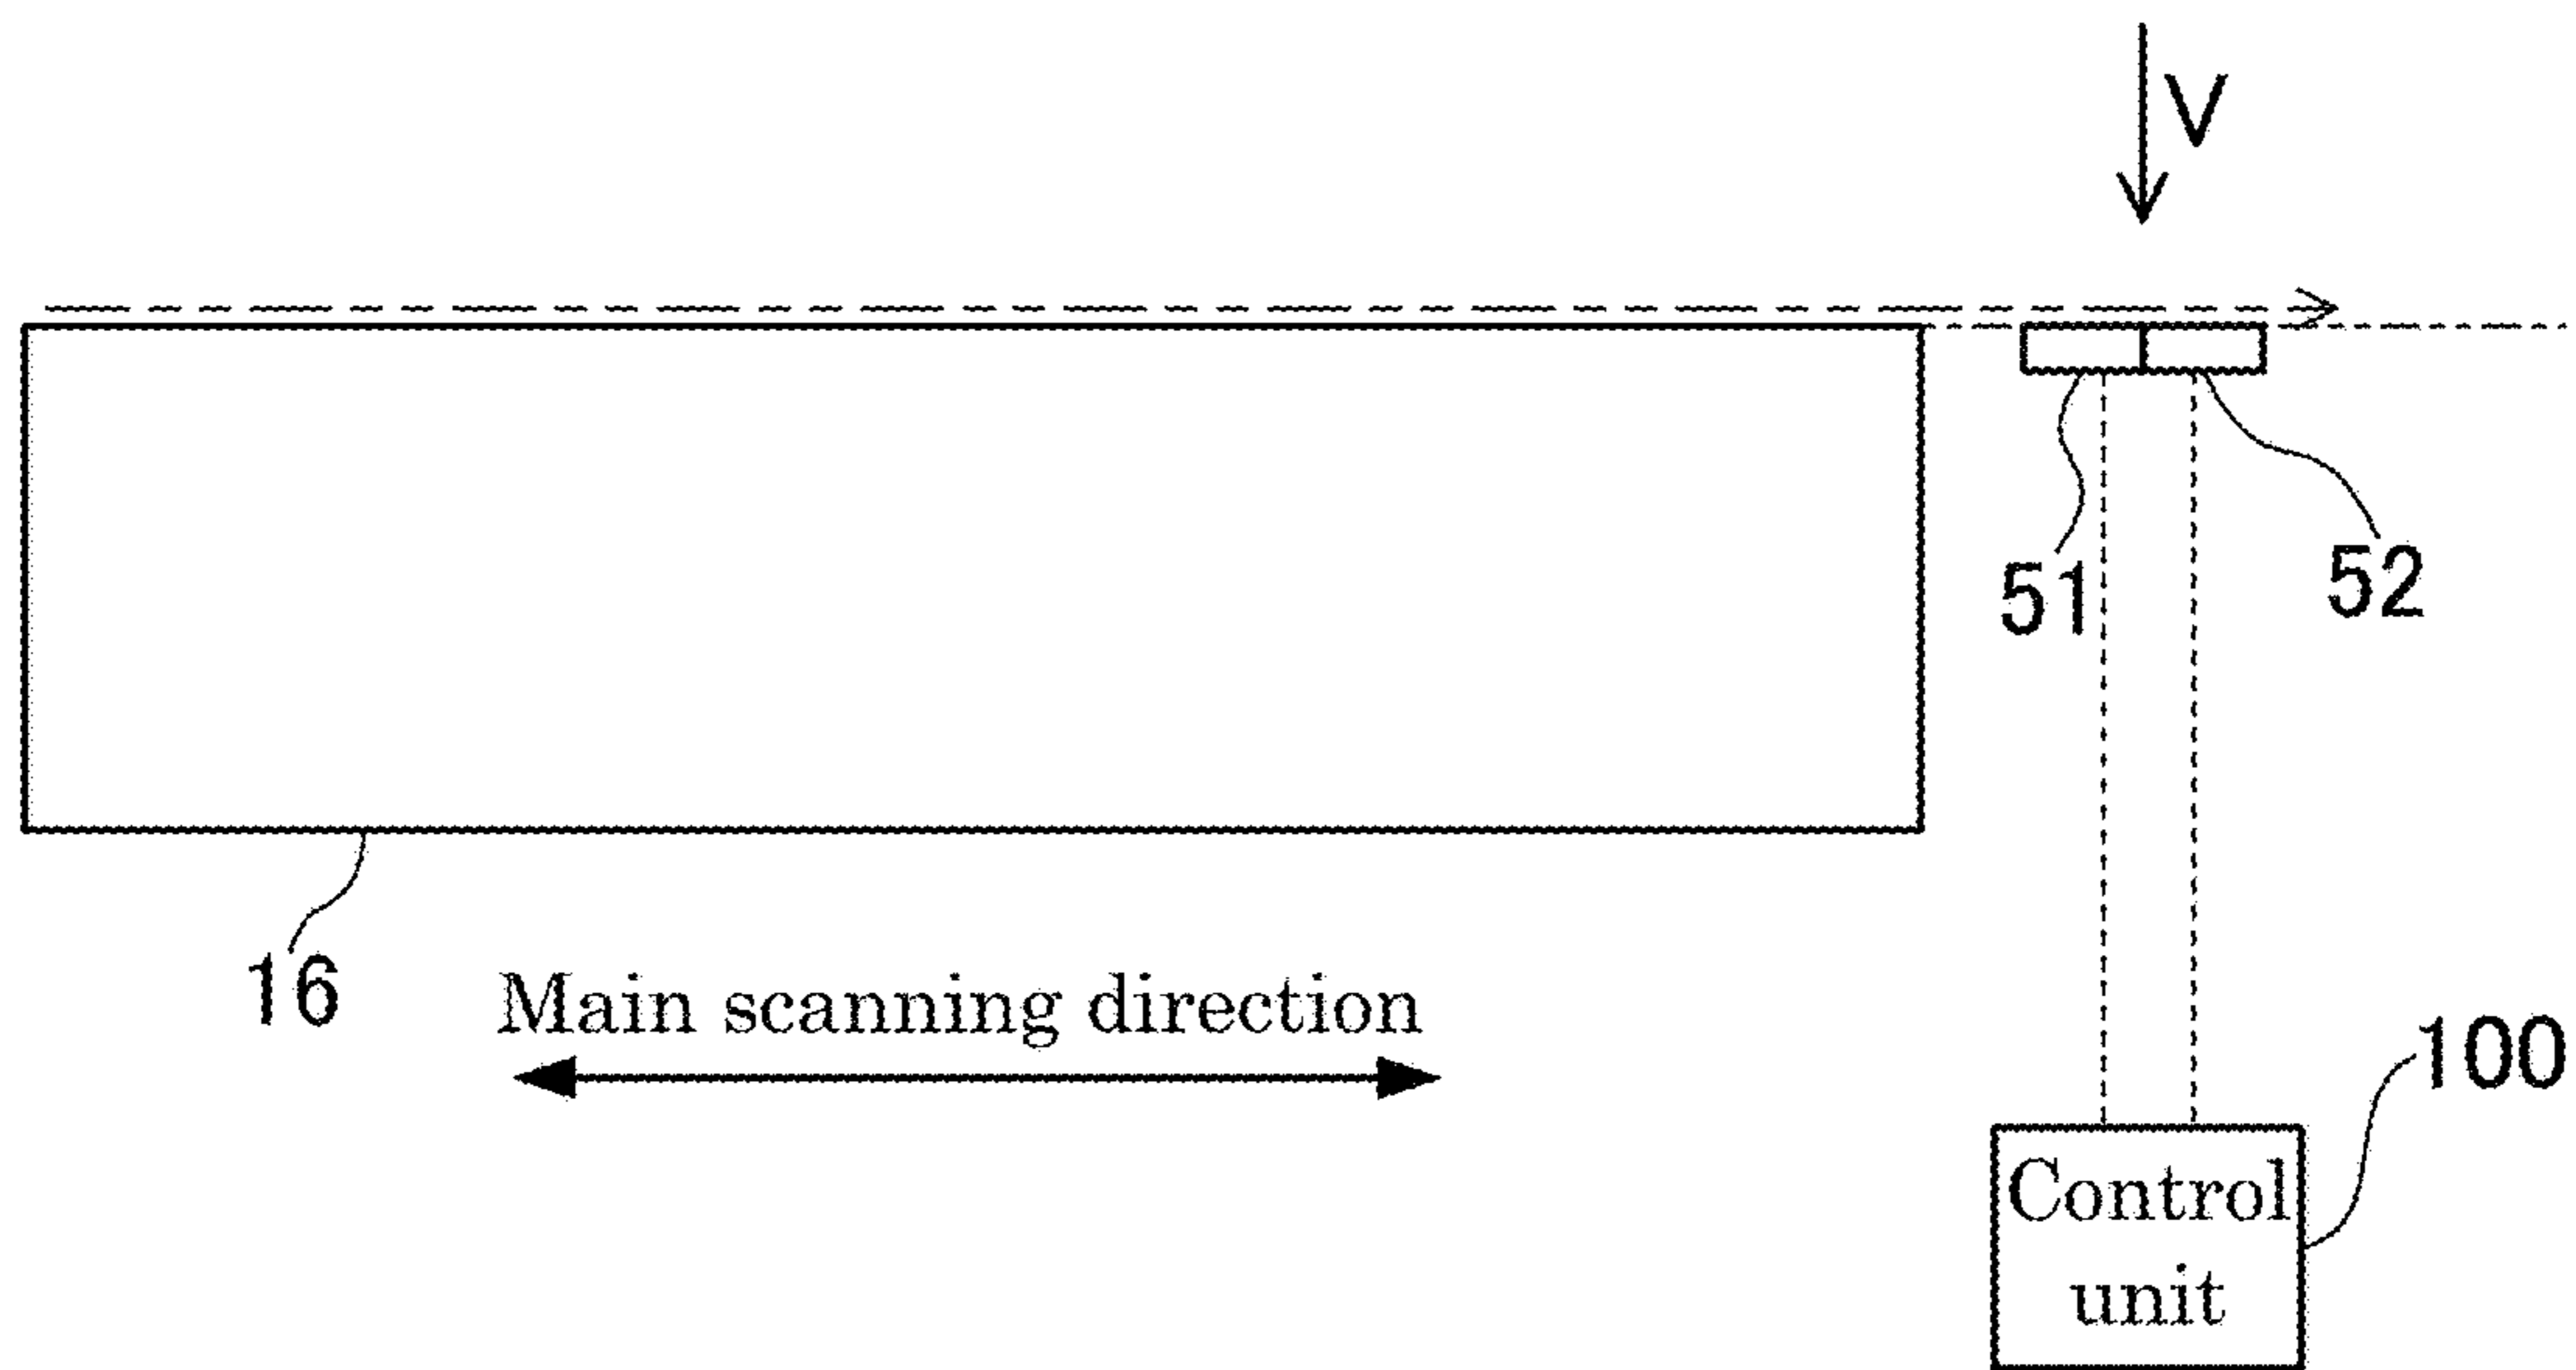 V
51
52
16
Main scanning direction
100
Control
unit